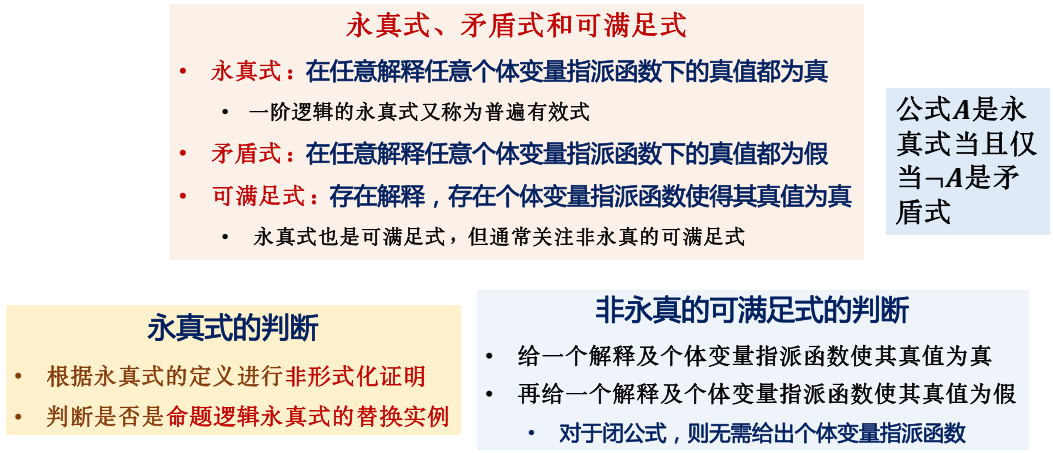 永真式、矛盾式和可满足式
• 永真式：在任意解释任意个体变量指派函数下的真值都为真
• 一阶逻辑的永真式又称为普遍有效式
• 矛盾式：在任意解释任意个体变量指派函数下的真值都为假
• 可满足式：存在解释，存在个体变量指派函数使得其真值为真
• 永真式也是可满足式，但通常关注非永真的可满足式
公式A是永
真式当且仅
当¬A是矛
盾式
永真式的判断
• 根据永真式的定义进行非形式化证明
• 判断是否是命题逻辑永真式的替换实例
非永真的可满足式的判断
• 给一个解释及个体变量指派函数使其真值为真
• 再给一个解释及个体变量指派函数使其真值为假
• 对于闭公式，则无需给出个体变量指派函数